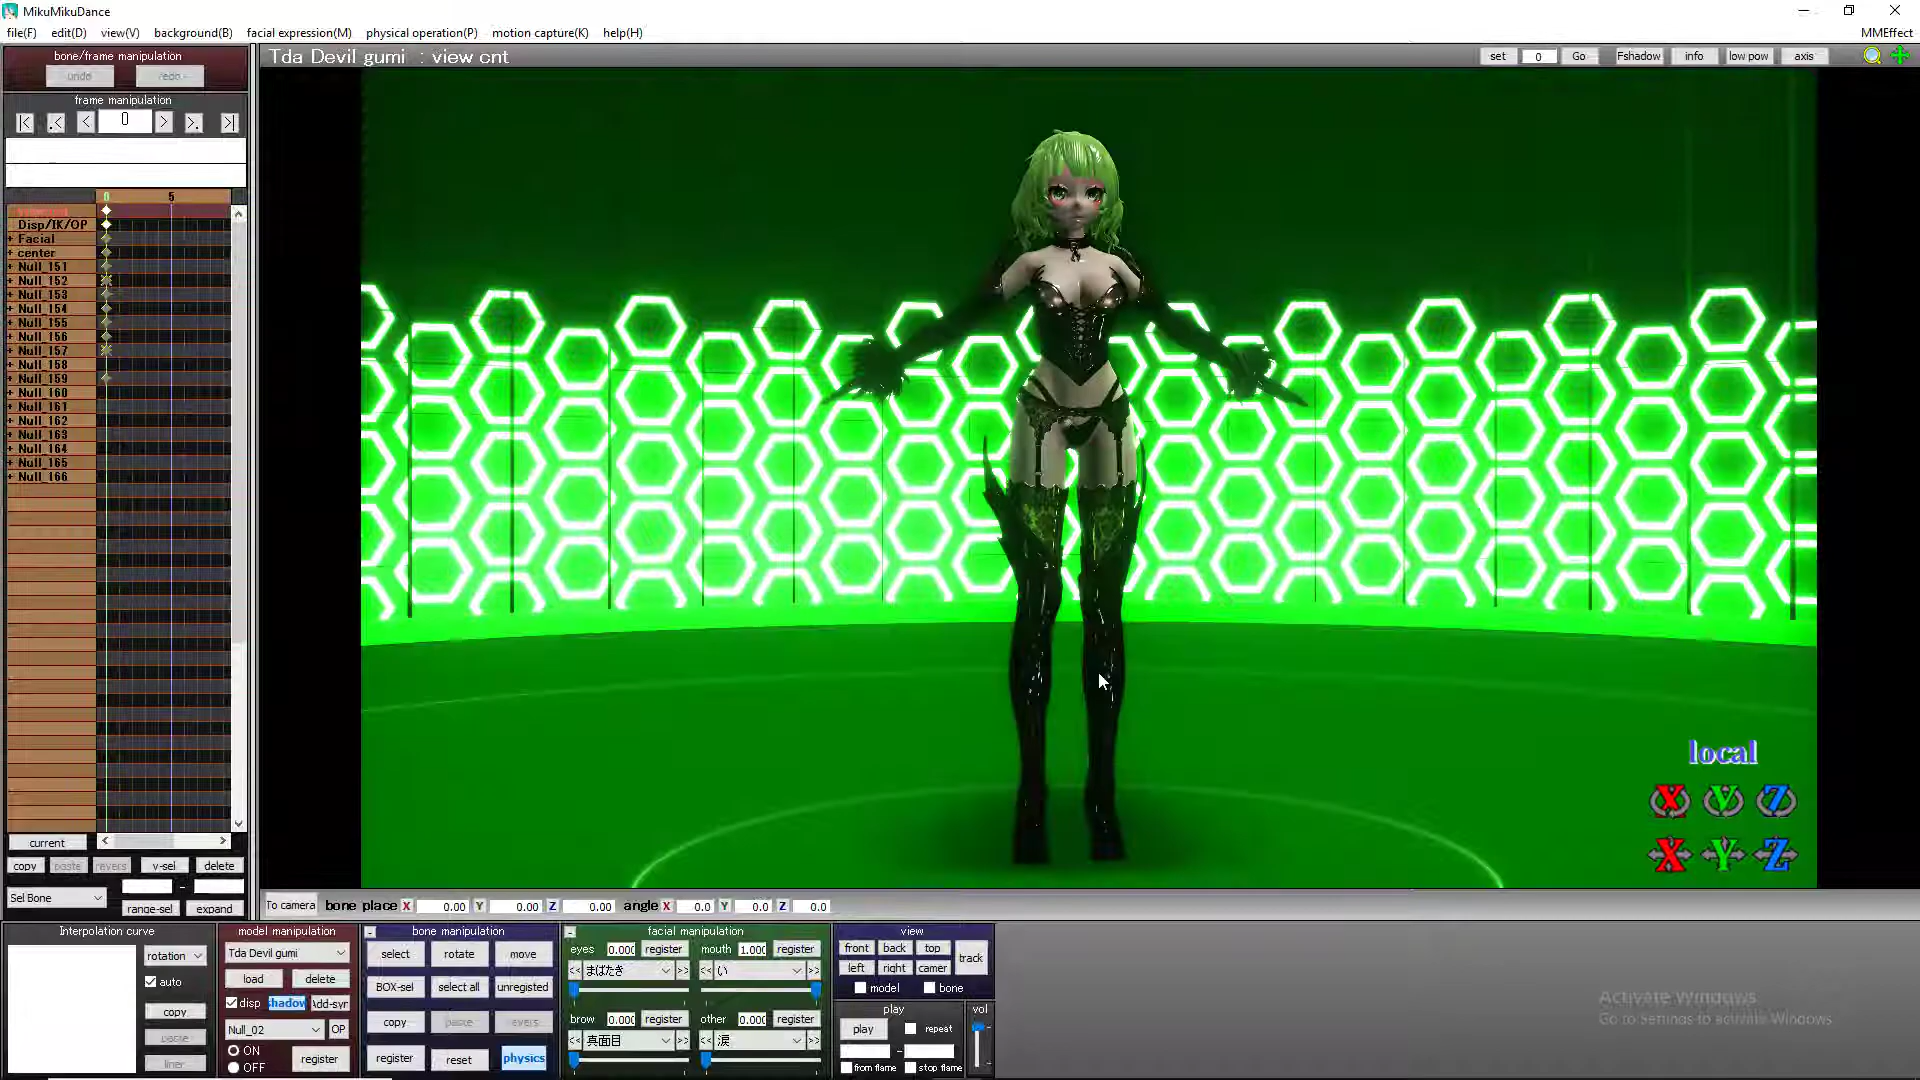 MikuMikuDance
file(F) edit(D) view(V) background(B) facial expression(M) physical operation(P) motion capture(K) help(H) MMEffect
bone/frame manipulation
undo redo
frame manipulation
|< .< < 0 > >. >|
Tda Devil gumi : view cnt
set 0 Go Fshadow info low pow axis
0 5
Disp/IK/OP
+ Facial
+ center
+ Null_151
+ Null_152
+ Null_153
+ Null_154
+ Null_155
+ Null_156
+ Null_157
+ Null_158
+ Null_159
+ Null_160
+ Null_161
+ Null_162
+ Null_163
+ Null_164
+ Null_165
+ Null_166
local
X Y Z
X Y Z
current
copy paste revers v-sel delete
Sel Bone -
range-sel expand
To camera bone place X 0.00 Y 0.00 Z 0.00 angle X 0.0 Y 0.0 Z 0.0
Interpolation curve
rotation
auto
copy
paste
liner
model manipulation
Tda Devil gumi
load delete
disp shadow Add-syn
Null_02 OP
ON
OFF
register
- bone manipulation
select rotate move
BOX-sel select all unregisted
copy paste revers
register reset physics
- facial manipulation
eyes 0.000 register mouth 1.000 register
<< まばたき >> << い >>
brow 0.000 register other 0.000 register
<< 真面目 >> << 涙 >>
view
front back top
left right camer
track
model bone
play
play repeat
-
from flame stop flame
vol
Activate Windows
Go to Settings to activate Windows.